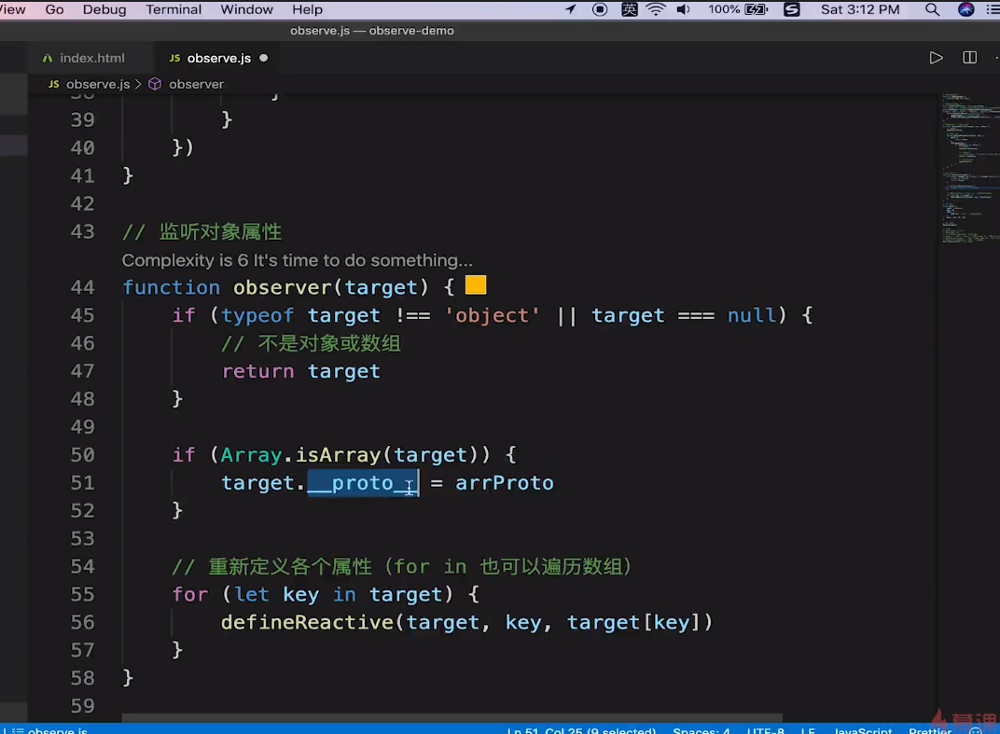 View Go Debug Terminal Window Help 英 100% S Sat 3:12 PM
observe.js — observe-demo
index.html JS observe.js
JS observe.js > observer
38 }
39 }
40 })
41 }
42
43 // 监听对象属性
Complexity is 6 It's time to do something...
44 function observer(target) {
45 if (typeof target !== 'object' || target === null) {
46 // 不是对象或数组
47 return target
48 }
49
50 if (Array.isArray(target)) {
51 target.__proto__ = arrProto
52 }
53
54 // 重新定义各个属性（for in 也可以遍历数组）
55 for (let key in target) {
56 defineReactive(target, key, target[key])
57 }
58 }
59
observe.js Ln 51, Col 25 (9 selected) Spaces: 4 UTF-8 LF JavaScript Prettier
慕课